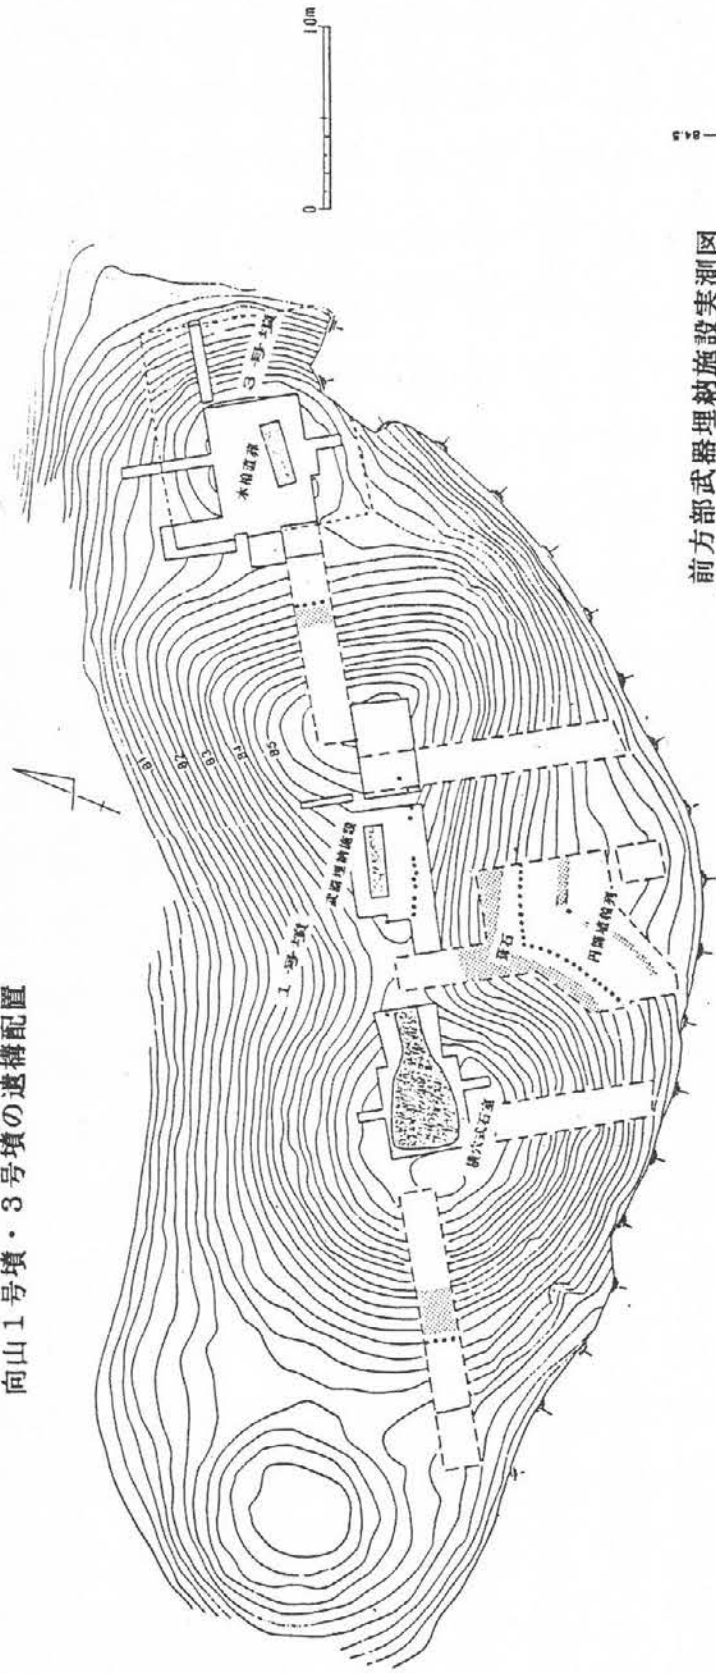 向山1号墳・3号墳の遺構配置
0 10m
3号墳
木棺直葬
81
82
83
84
85
武器埋納施設
1号墳
葺石
円筒埴輪列
横穴式石室
84.5
前方部武器埋納施設実測図